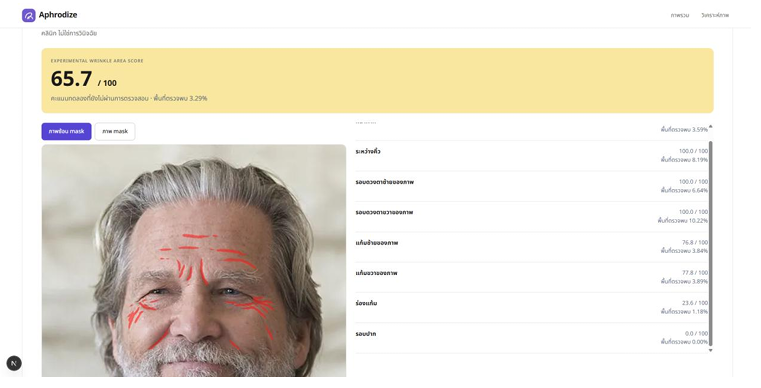 Aphrodize
ภาพรวม
วิเคราะห์ภาพ
คลินิก ไม่ใช่การวินิจฉัย
EXPERIMENTAL WRINKLE AREA SCORE
65.7 / 100
คะแนนทดลองที่ยังไม่ผ่านการตรวจสอบ · พื้นที่ตรวจพบ 3.29%
ภาพซ้อน mask
ภาพ mask
พื้นที่ตรวจพบ 3.59%
ระหว่างคิ้ว
100.0 / 100
พื้นที่ตรวจพบ 8.19%
รอบดวงตาซ้ายของภาพ
100.0 / 100
พื้นที่ตรวจพบ 6.64%
รอบดวงตาขวาของภาพ
100.0 / 100
พื้นที่ตรวจพบ 10.22%
แก้มซ้ายของภาพ
76.8 / 100
พื้นที่ตรวจพบ 3.84%
แก้มขวาของภาพ
77.8 / 100
พื้นที่ตรวจพบ 3.89%
ร่องแก้ม
23.6 / 100
พื้นที่ตรวจพบ 1.18%
รอบปาก
0.0 / 100
พื้นที่ตรวจพบ 0.00%
N